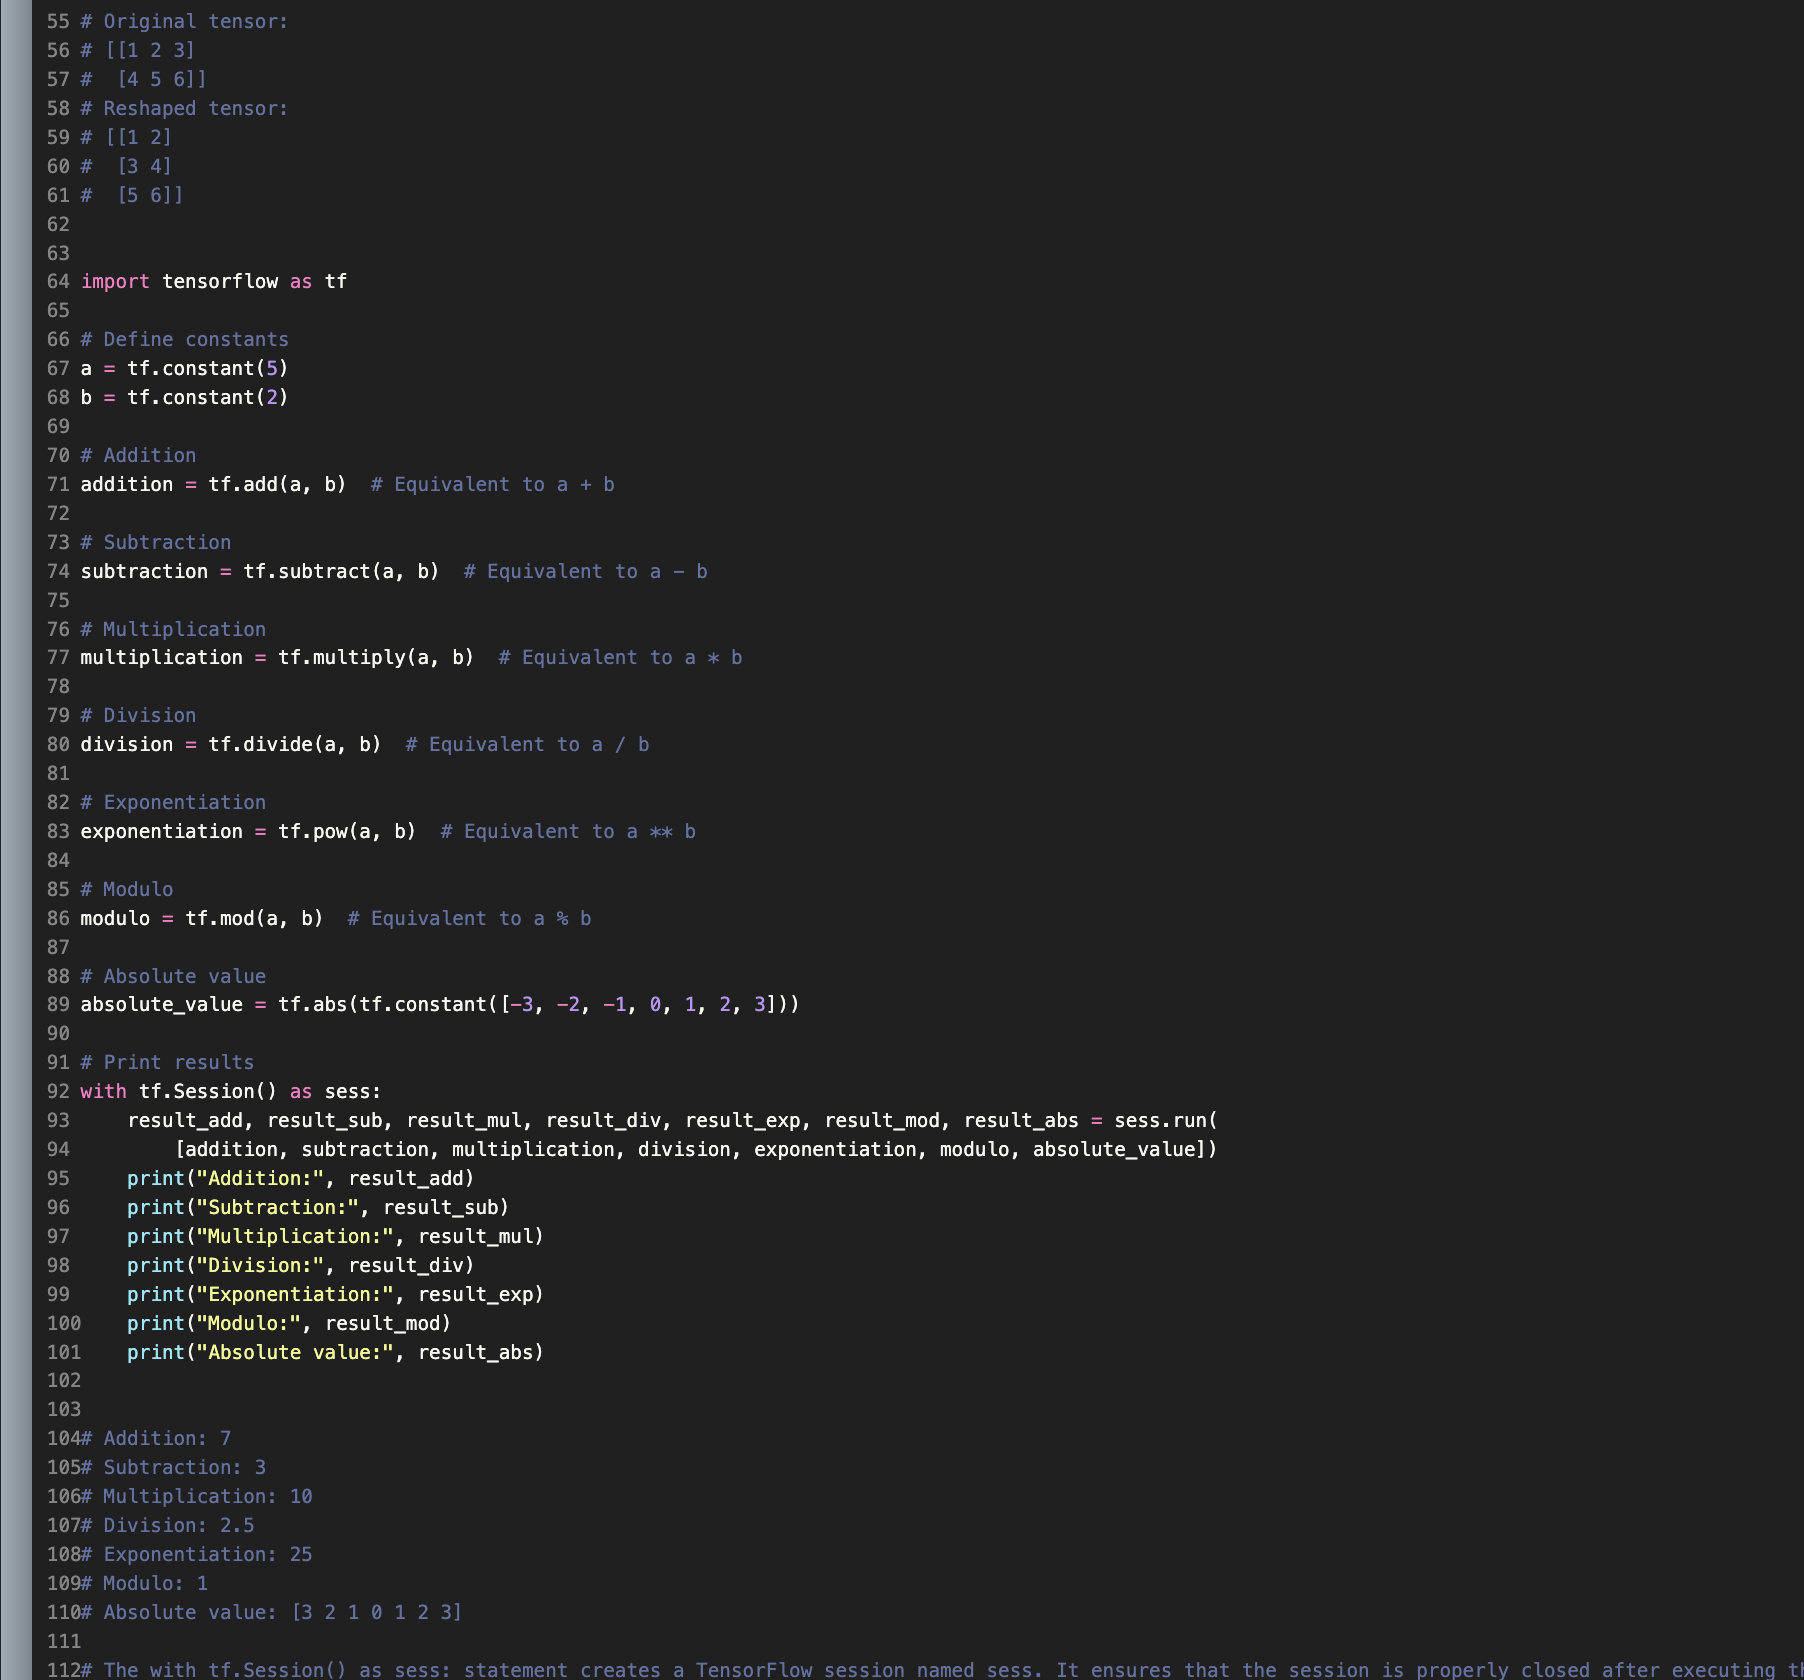 55 # Original tensor:
56 # [[1 2 3]
57 #  [4 5 6]]
58 # Reshaped tensor:
59 # [[1 2]
60 #  [3 4]
61 #  [5 6]]
62
63
64 import tensorflow as tf
65
66 # Define constants
67 a = tf.constant(5)
68 b = tf.constant(2)
69
70 # Addition
71 addition = tf.add(a, b)  # Equivalent to a + b
72
73 # Subtraction
74 subtraction = tf.subtract(a, b)  # Equivalent to a - b
75
76 # Multiplication
77 multiplication = tf.multiply(a, b)  # Equivalent to a * b
78
79 # Division
80 division = tf.divide(a, b)  # Equivalent to a / b
81
82 # Exponentiation
83 exponentiation = tf.pow(a, b)  # Equivalent to a ** b
84
85 # Modulo
86 modulo = tf.mod(a, b)  # Equivalent to a % b
87
88 # Absolute value
89 absolute_value = tf.abs(tf.constant([-3, -2, -1, 0, 1, 2, 3]))
90
91 # Print results
92 with tf.Session() as sess:
93     result_add, result_sub, result_mul, result_div, result_exp, result_mod, result_abs = sess.run(
94         [addition, subtraction, multiplication, division, exponentiation, modulo, absolute_value])
95     print("Addition:", result_add)
96     print("Subtraction:", result_sub)
97     print("Multiplication:", result_mul)
98     print("Division:", result_div)
99     print("Exponentiation:", result_exp)
100    print("Modulo:", result_mod)
101    print("Absolute value:", result_abs)
102
103
104# Addition: 7
105# Subtraction: 3
106# Multiplication: 10
107# Division: 2.5
108# Exponentiation: 25
109# Modulo: 1
110# Absolute value: [3 2 1 0 1 2 3]
111
112# The with tf.Session() as sess: statement creates a TensorFlow session named sess. It ensures that the session is properly closed after executing